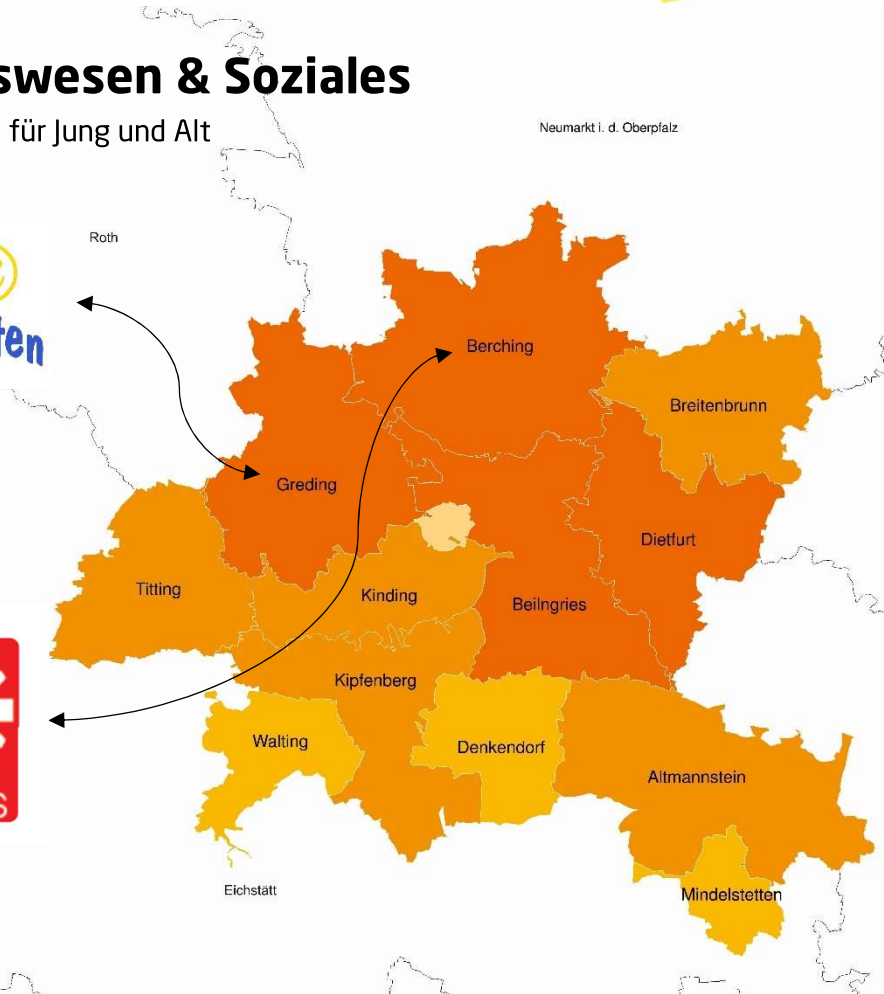 swesen & Soziales
für Jung und Alt
Neumarkt i. d. Oberpfalz
Roth
Berching
Breitenbrunn
Greding
Dietfurt
Titting
Kinding
Beilngries
Kipfenberg
Walting
Denkendorf
Altmannstein
Eichstätt
Mindelstetten